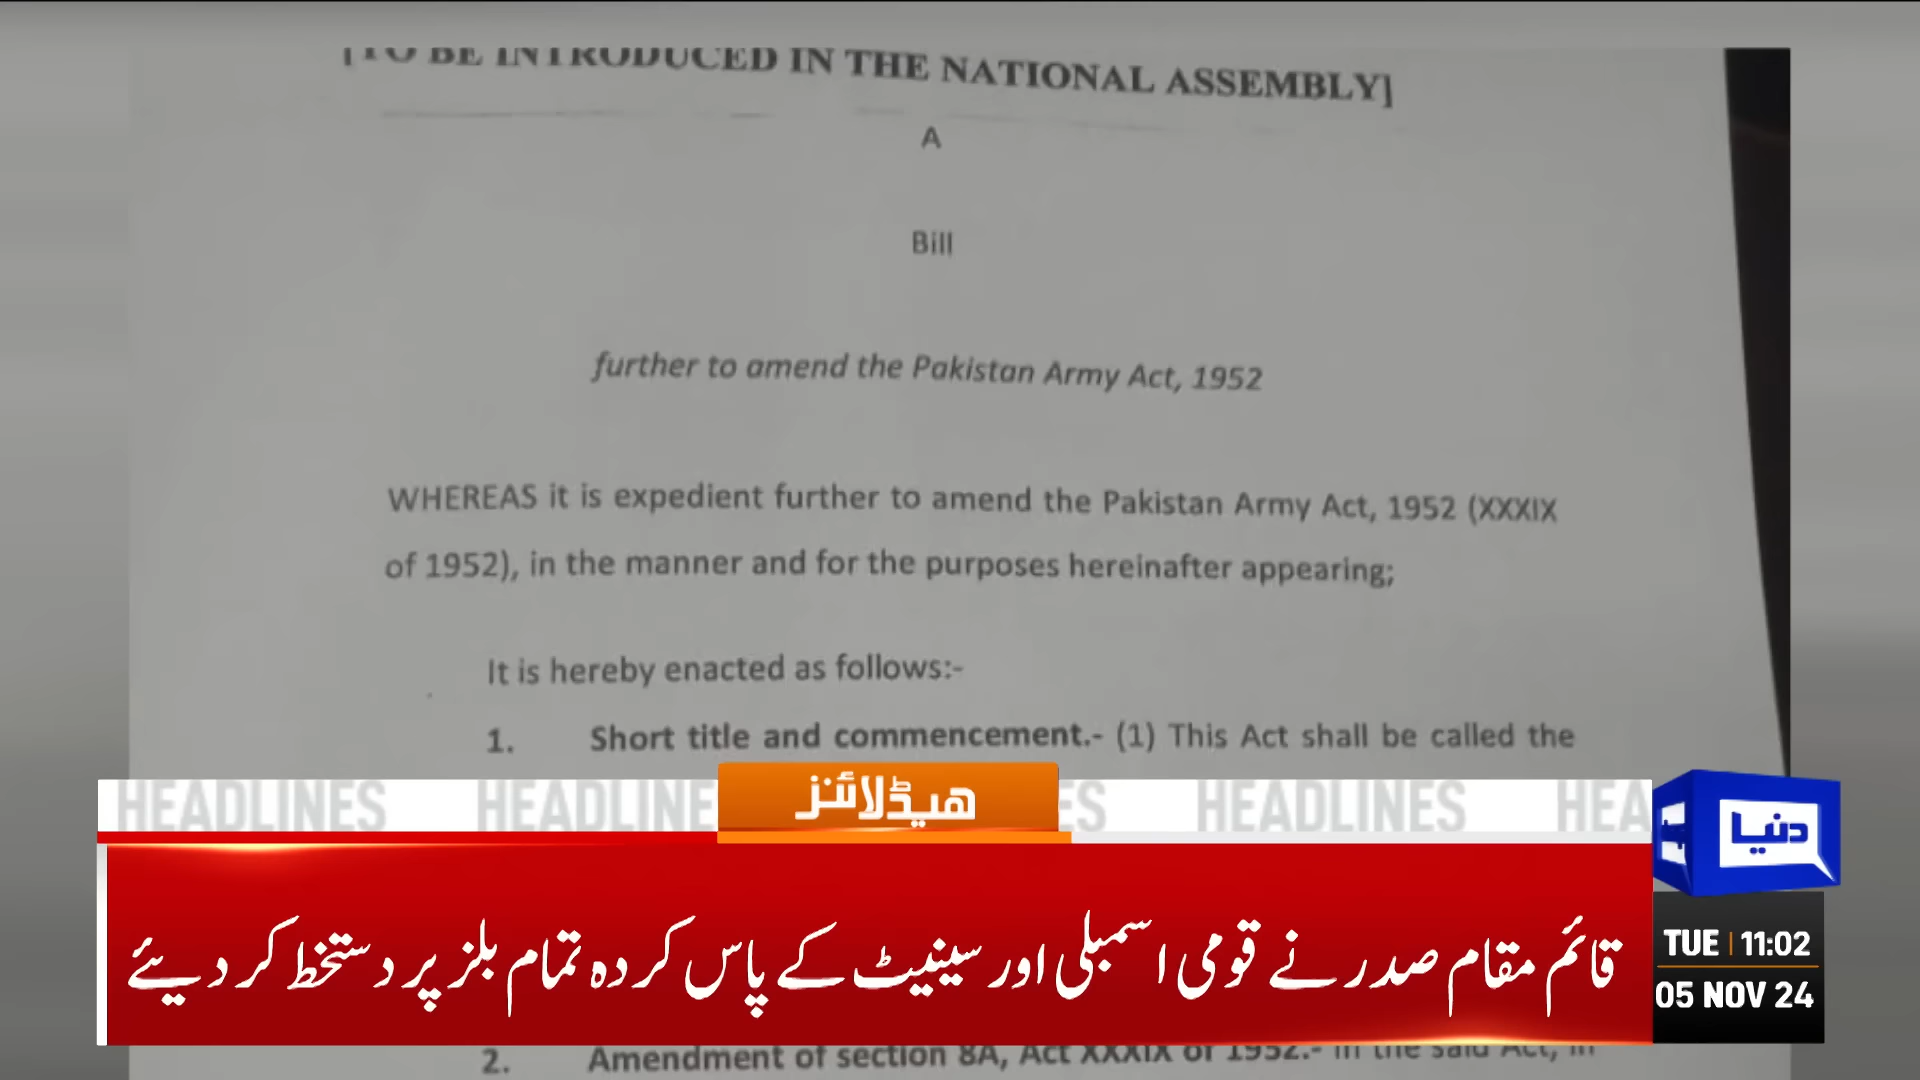 [TO BE INTRODUCED IN THE NATIONAL ASSEMBLY]
A
Bill
further to amend the Pakistan Army Act, 1952
WHEREAS it is expedient further to amend the Pakistan Army Act, 1952 (XXXIX
of 1952), in the manner and for the purposes hereinafter appearing;
It is hereby enacted as follows:-
1. Short title and commencement.- (1) This Act shall be called the
HEADLINES HEADLINE ES HEADLINES HEA
ھیڈلائنز
دنیا
قائم مقام صدر نے قومی اسمبلی اور سینیٹ کے پاس کردہ تمام بلز پر دستخط کر دیئے
TUE | 11:02
05 NOV 24
2. Amendment of section 8A, Act XXXIX of 1952.- In the said Act, in